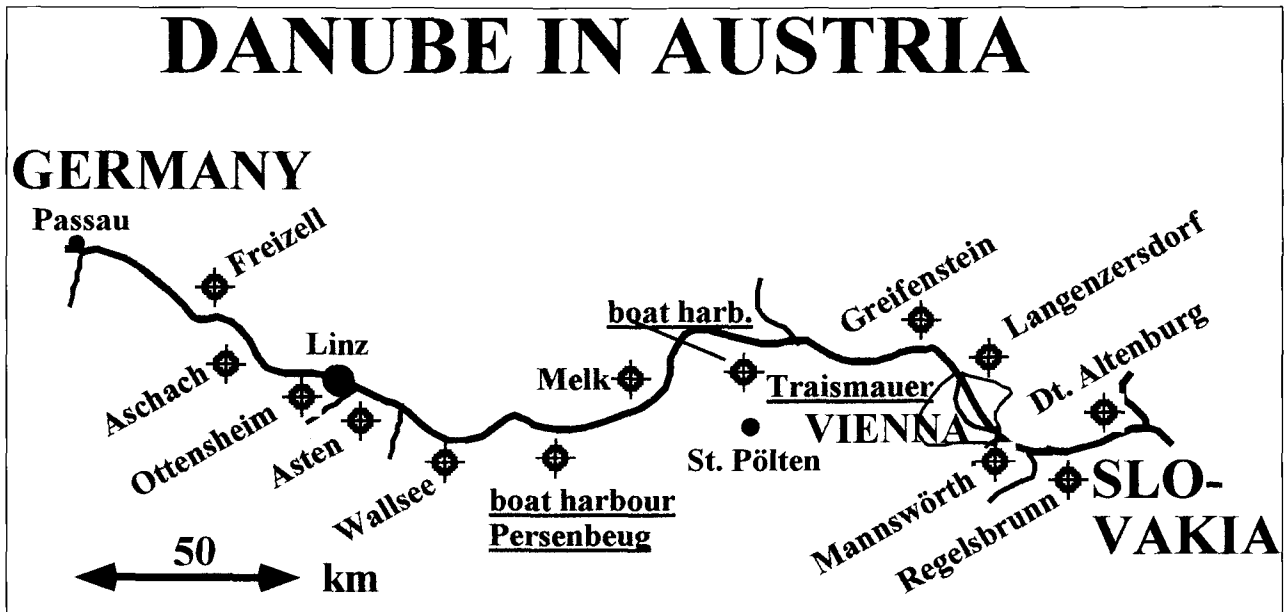 DANUBE IN AUSTRIA
GERMANY
Passau
Freizell
Linz
Aschach
Ottensheim
Asten
Wallsee
boat harbour
Persenbeug
Melk
boat harb.
Traismauer
St. Pölten
VIENNA
Greifenstein
Langenzersdorf
Dt. Altenburg
Mannswörth
Regelsbrunn
SLO-
VAKIA
50
km